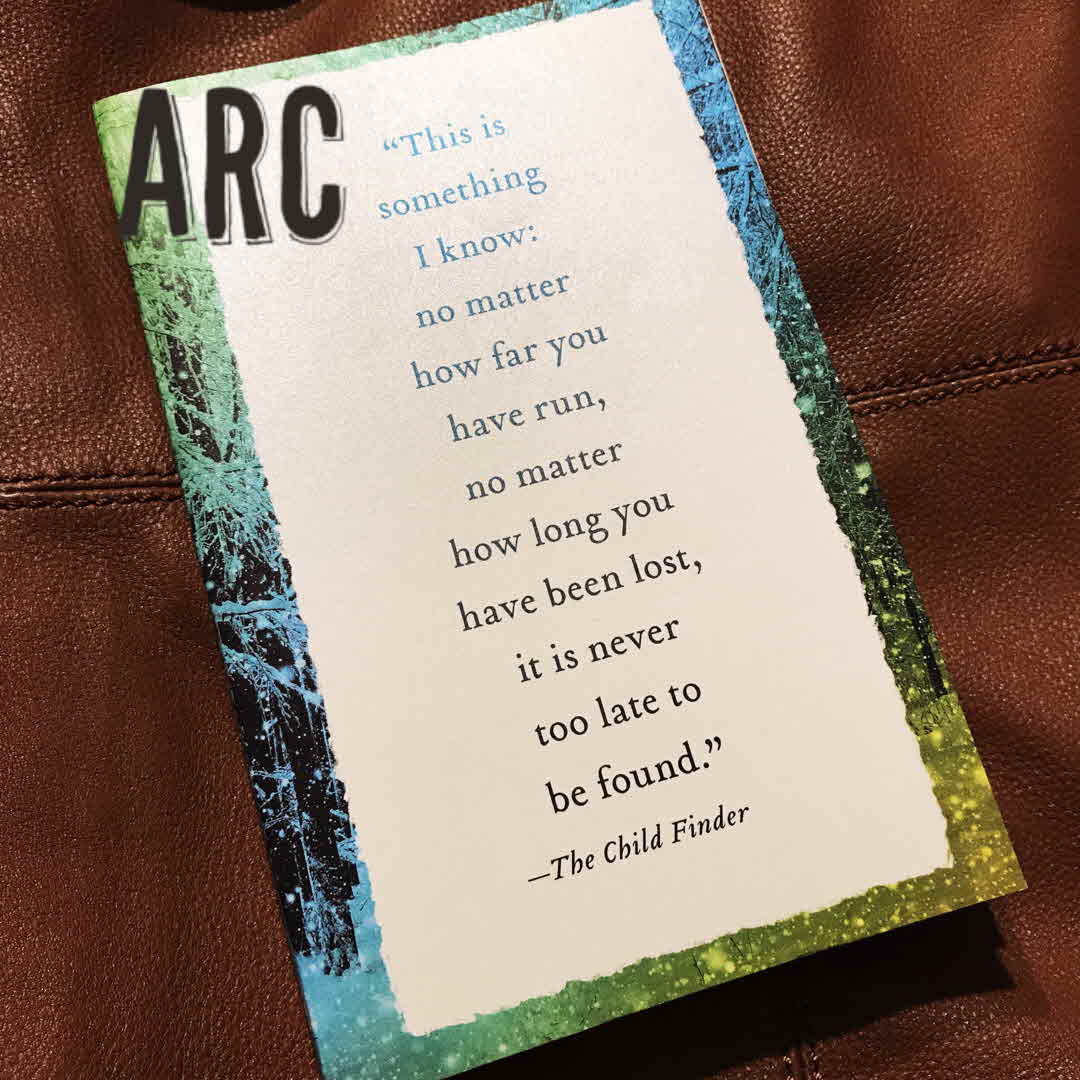 ARC
“This is
something
I know:
no matter
how far you
have run,
no matter
how long you
have been lost,
it is never
too late to
be found.”
—The Child Finder